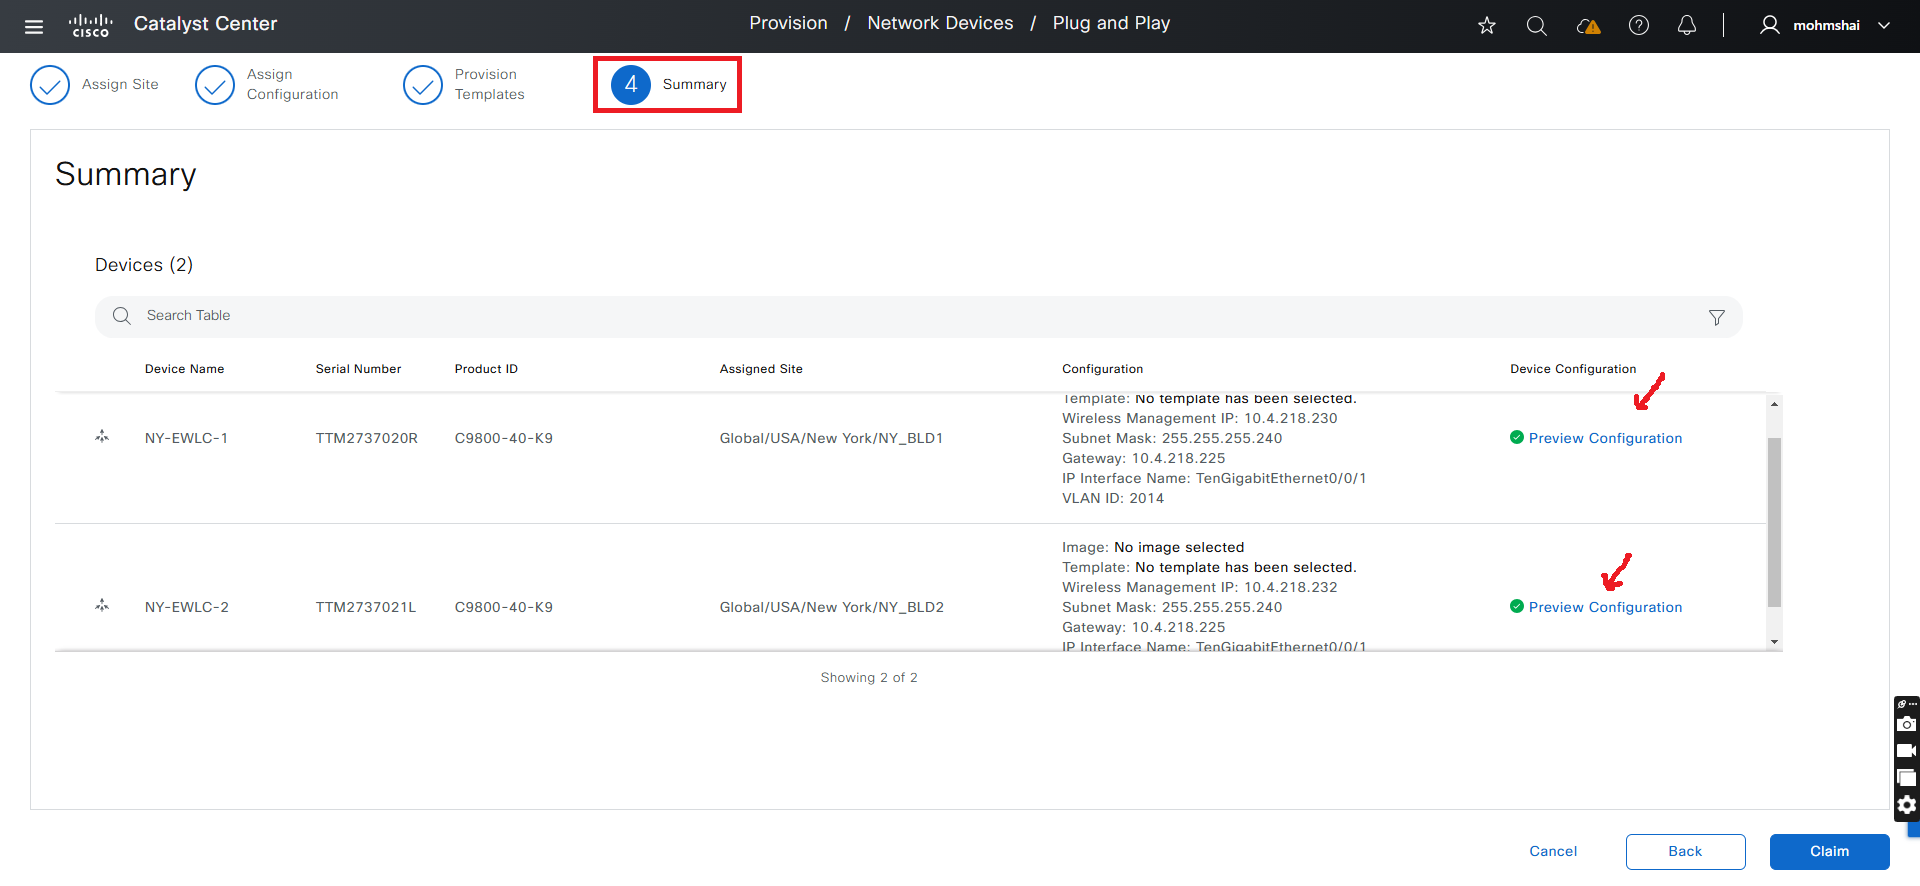 cisco Catalyst Center
Provision / Network Devices / Plug and Play
mohmshai
Assign Site
Assign
Configuration
Provision
Templates
4 Summary
Summary
Devices (2)
Search Table
Device Name Serial Number Product ID Assigned Site Configuration Device Configuration
Template: No template has been selected.
Wireless Management IP: 10.4.218.230
NY-EWLC-1 TTM2737020R C9800-40-K9 Global/USA/New York/NY_BLD1 Subnet Mask: 255.255.255.240 Preview Configuration
Gateway: 10.4.218.225
IP Interface Name: TenGigabitEthernet0/0/1
VLAN ID: 2014
Image: No image selected
Template: No template has been selected.
Wireless Management IP: 10.4.218.232
NY-EWLC-2 TTM2737021L C9800-40-K9 Global/USA/New York/NY_BLD2 Subnet Mask: 255.255.255.240 Preview Configuration
Gateway: 10.4.218.225
IP Interface Name: TenGigabitEthernet0/0/1
Showing 2 of 2
Cancel Back Claim